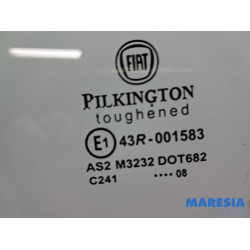 FIAT
PILKINGTON
toughened
E1 43R-001583
AS2 M3232 DOT682
C241 .... 08
MARESIA